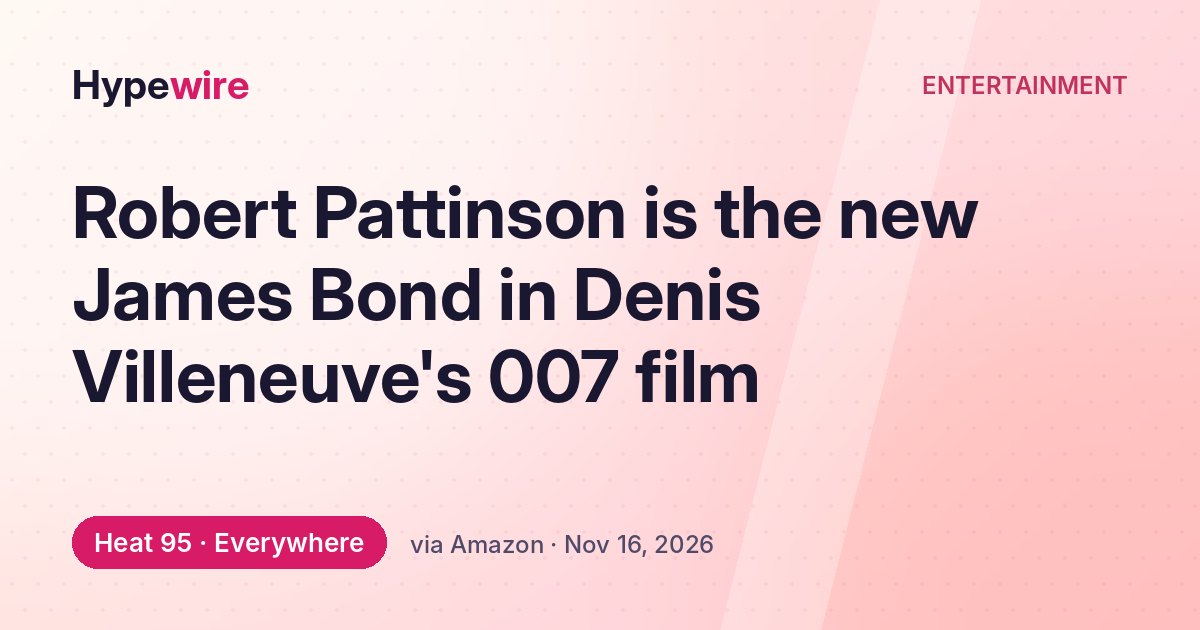 Hypewire
ENTERTAINMENT
Robert Pattinson is the new
James Bond in Denis
Villeneuve's 007 film
Heat 95 · Everywhere
via Amazon · Nov 16, 2026